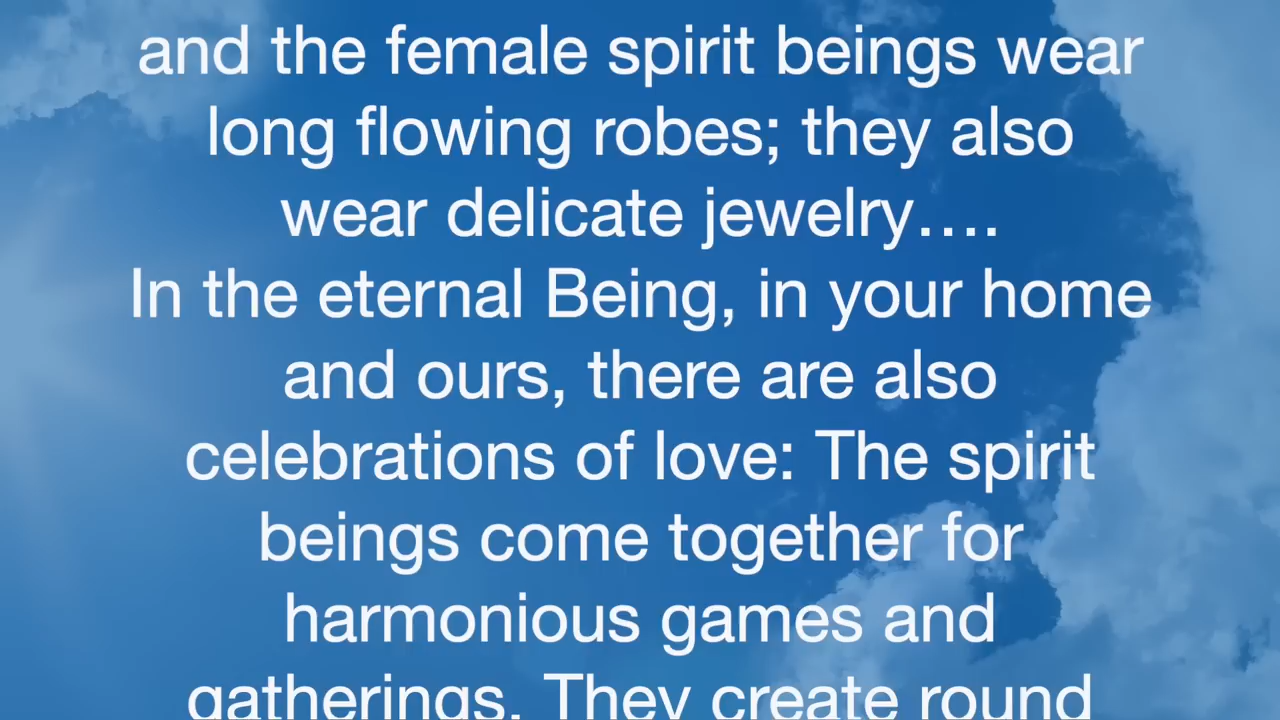 and the female spirit beings wear
long flowing robes; they also
wear delicate jewelry….
In the eternal Being, in your home
and ours, there are also
celebrations of love: The spirit
beings come together for
harmonious games and
gatherings. They create round